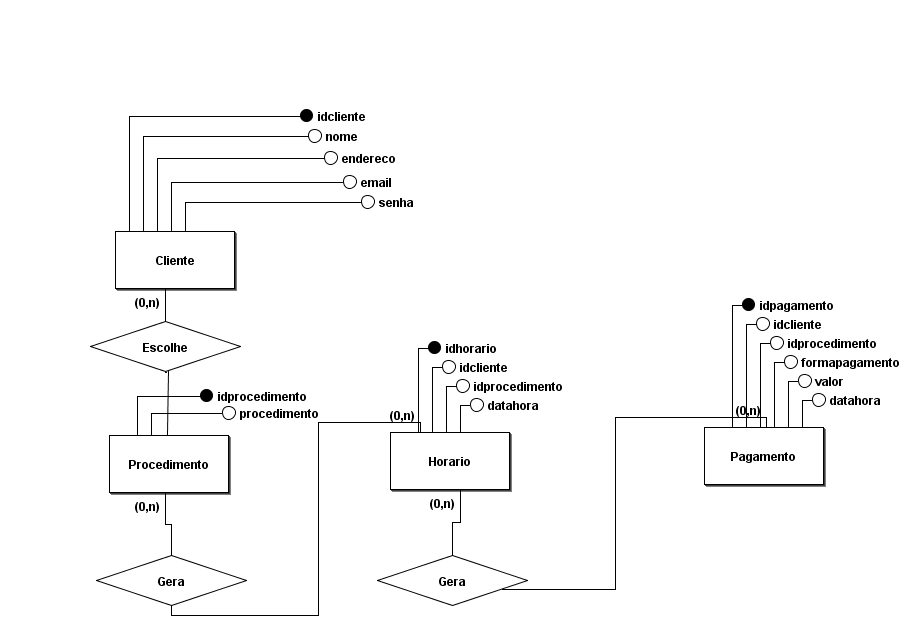 idcliente
nome
endereco
email
senha
Cliente
(0,n)
Escolhe
idprocedimento
procedimento
Procedimento
(0,n)
Gera
idhorario
idcliente
idprocedimento
datahora
(0,n)
Horario
(0,n)
Gera
idpagamento
idcliente
idprocedimento
formapagamento
valor
datahora
(0,n)
Pagamento